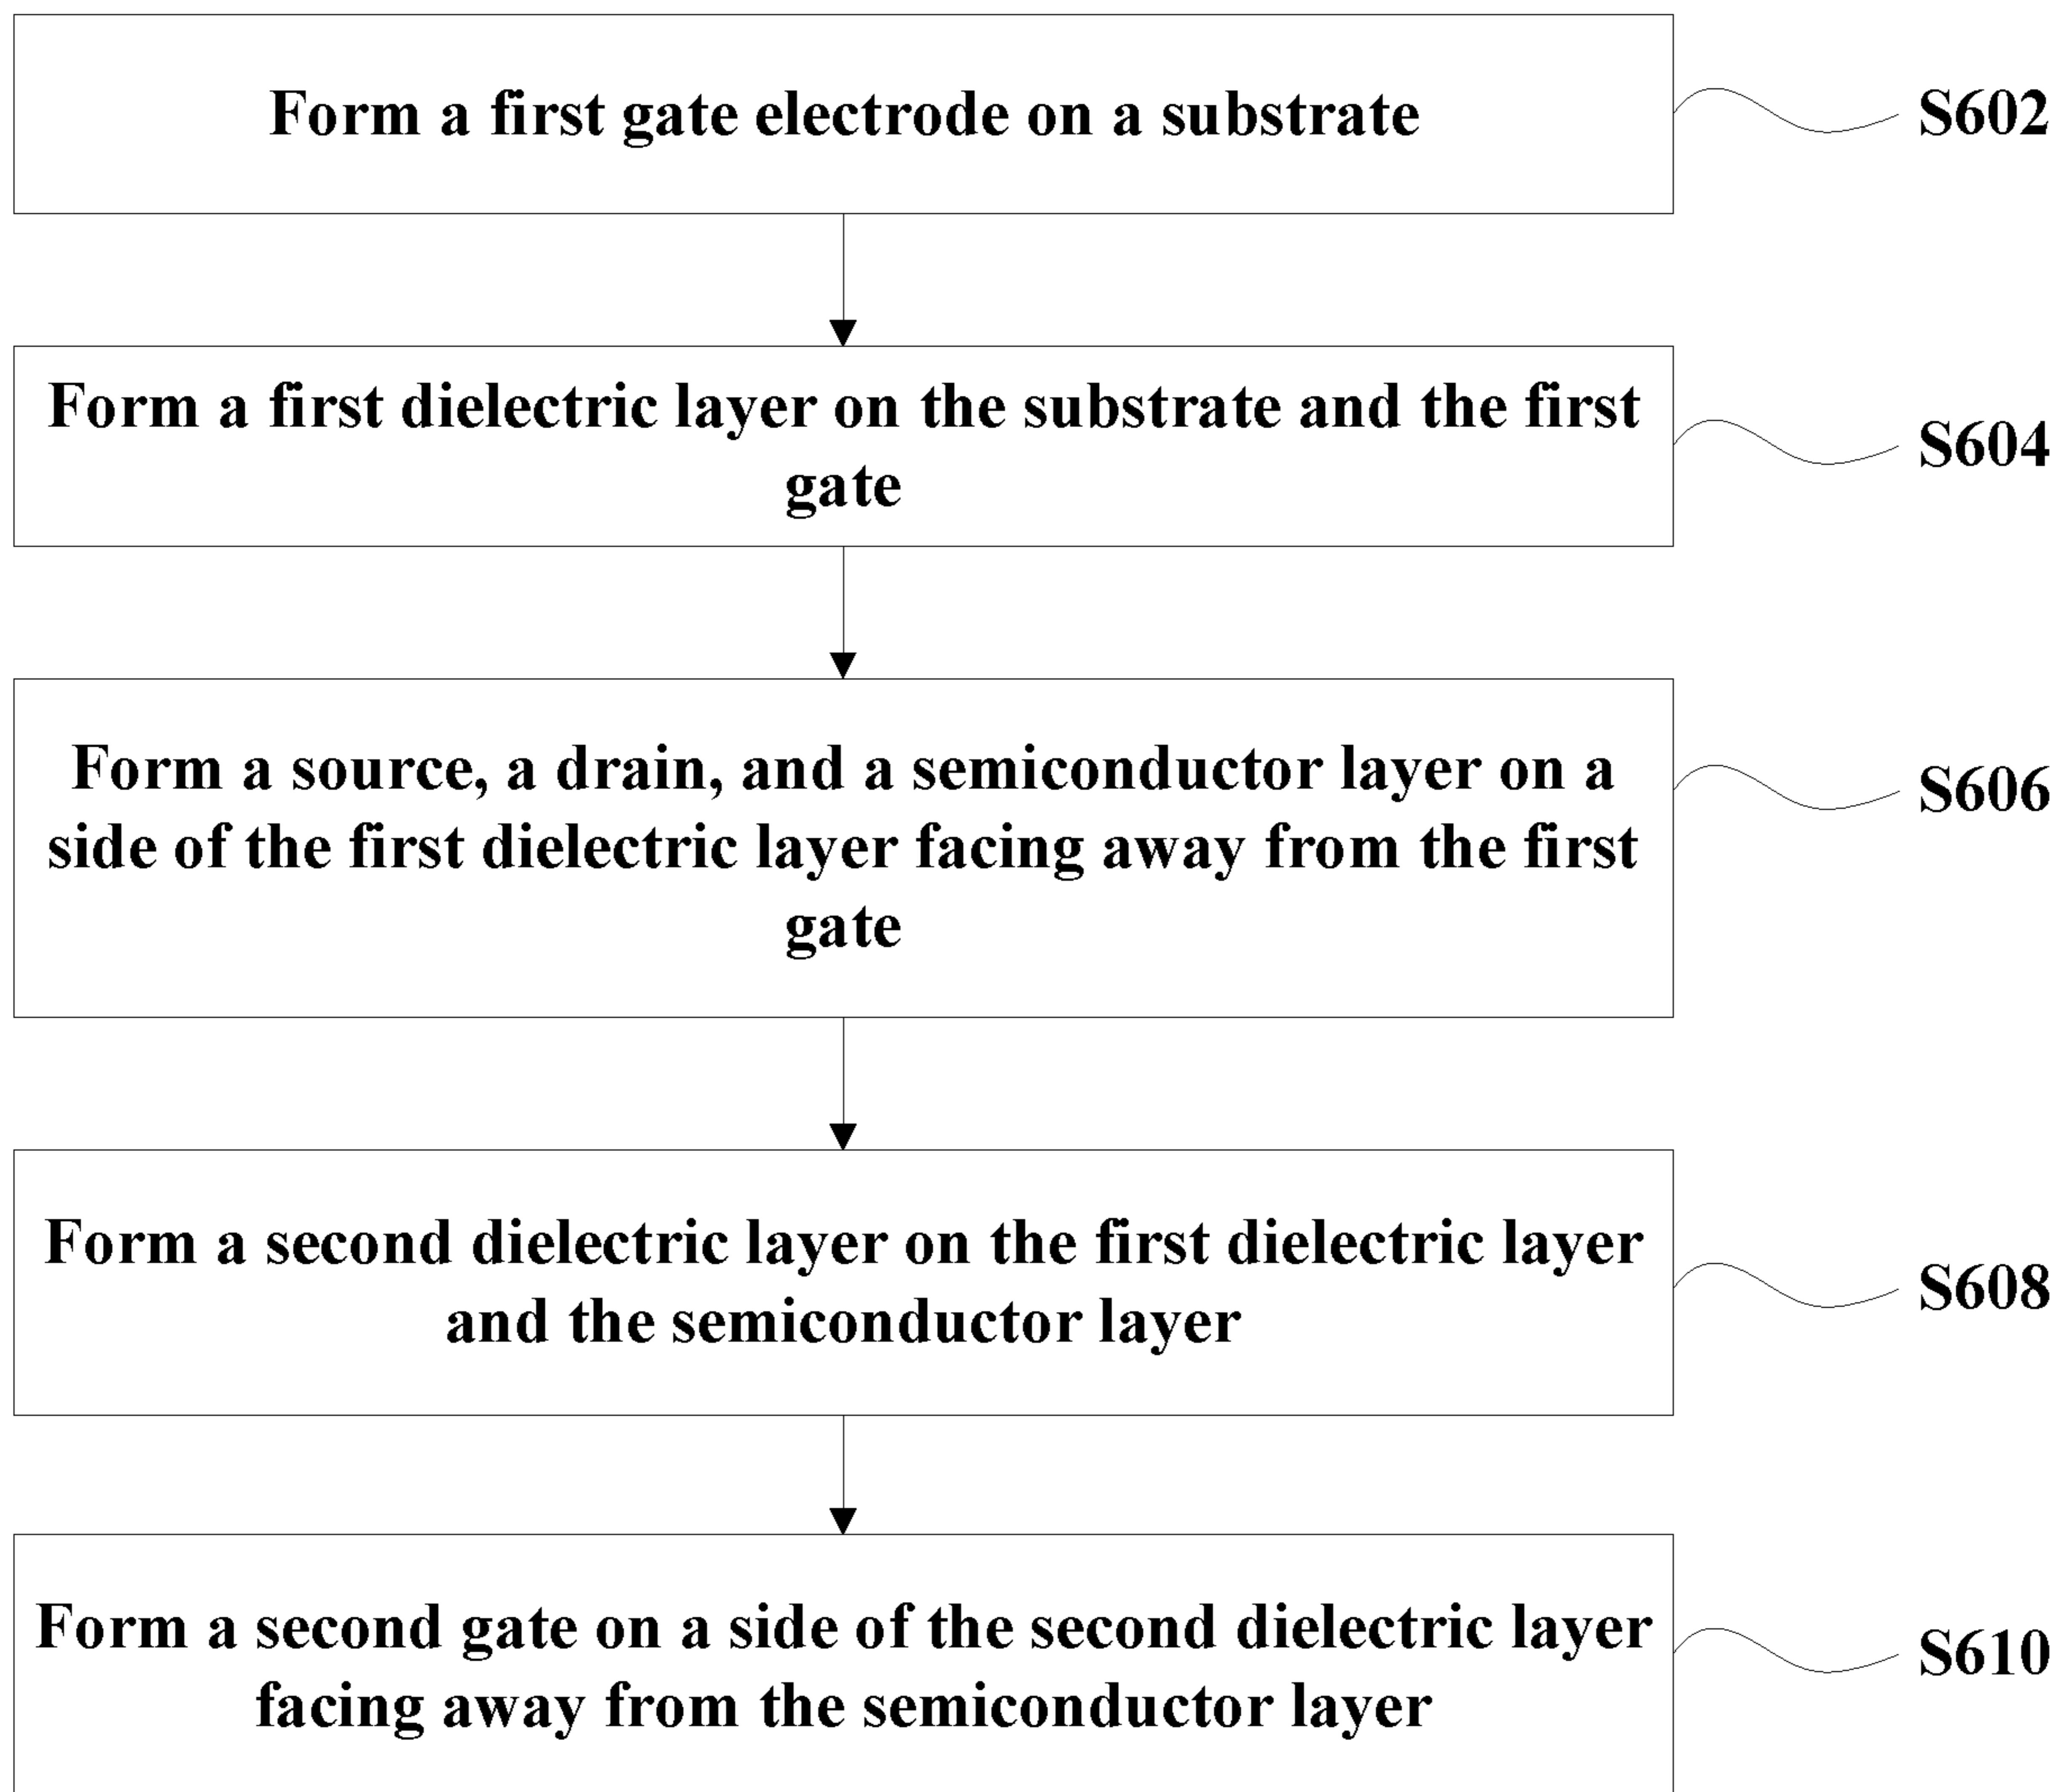 Form a first gate electrode on a substrate
S602
Form a first dielectric layer on the substrate and the first
gate
S604
Form a source, a drain, and a semiconductor layer on a
side of the first dielectric layer facing away from the first
gate
S606
Form a second dielectric layer on the first dielectric layer
and the semiconductor layer
S608
Form a second gate on a side of the second dielectric layer
facing away from the semiconductor layer
S610